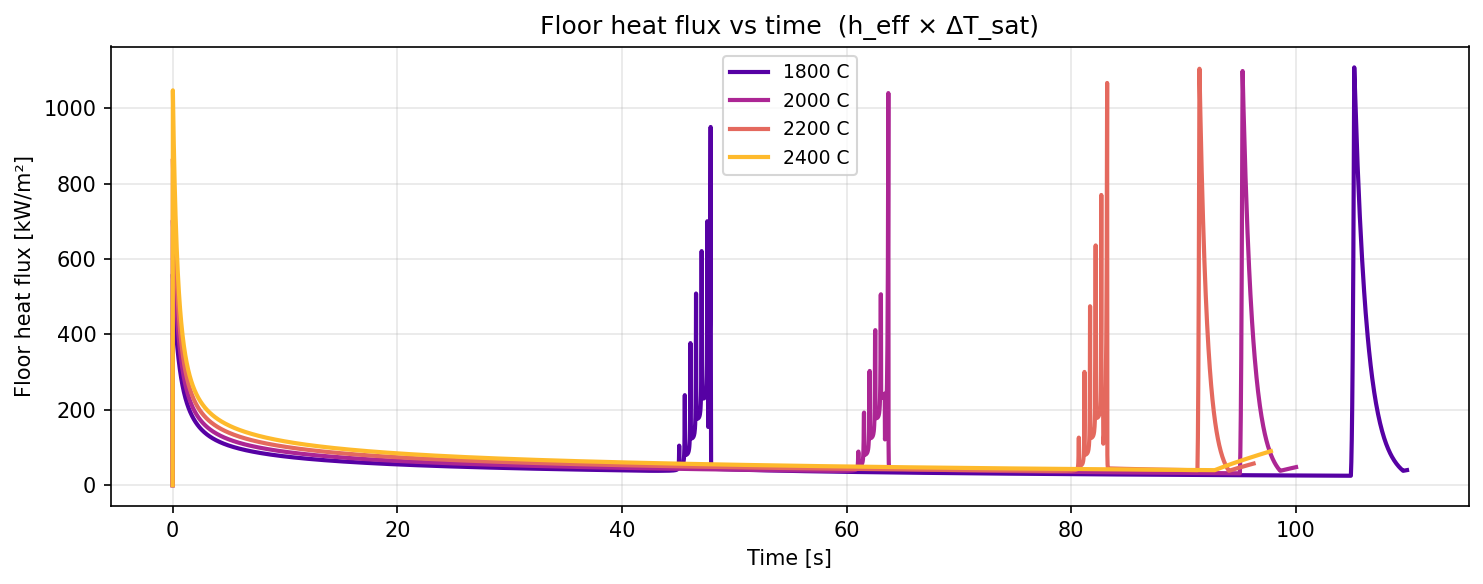 Floor heat flux vs time  (h_eff × ΔT_sat)
Floor heat flux [kW/m²]
1000
800
600
400
200
0
1800 C
2000 C
2200 C
2400 C
0
20
40
60
80
100
Time [s]